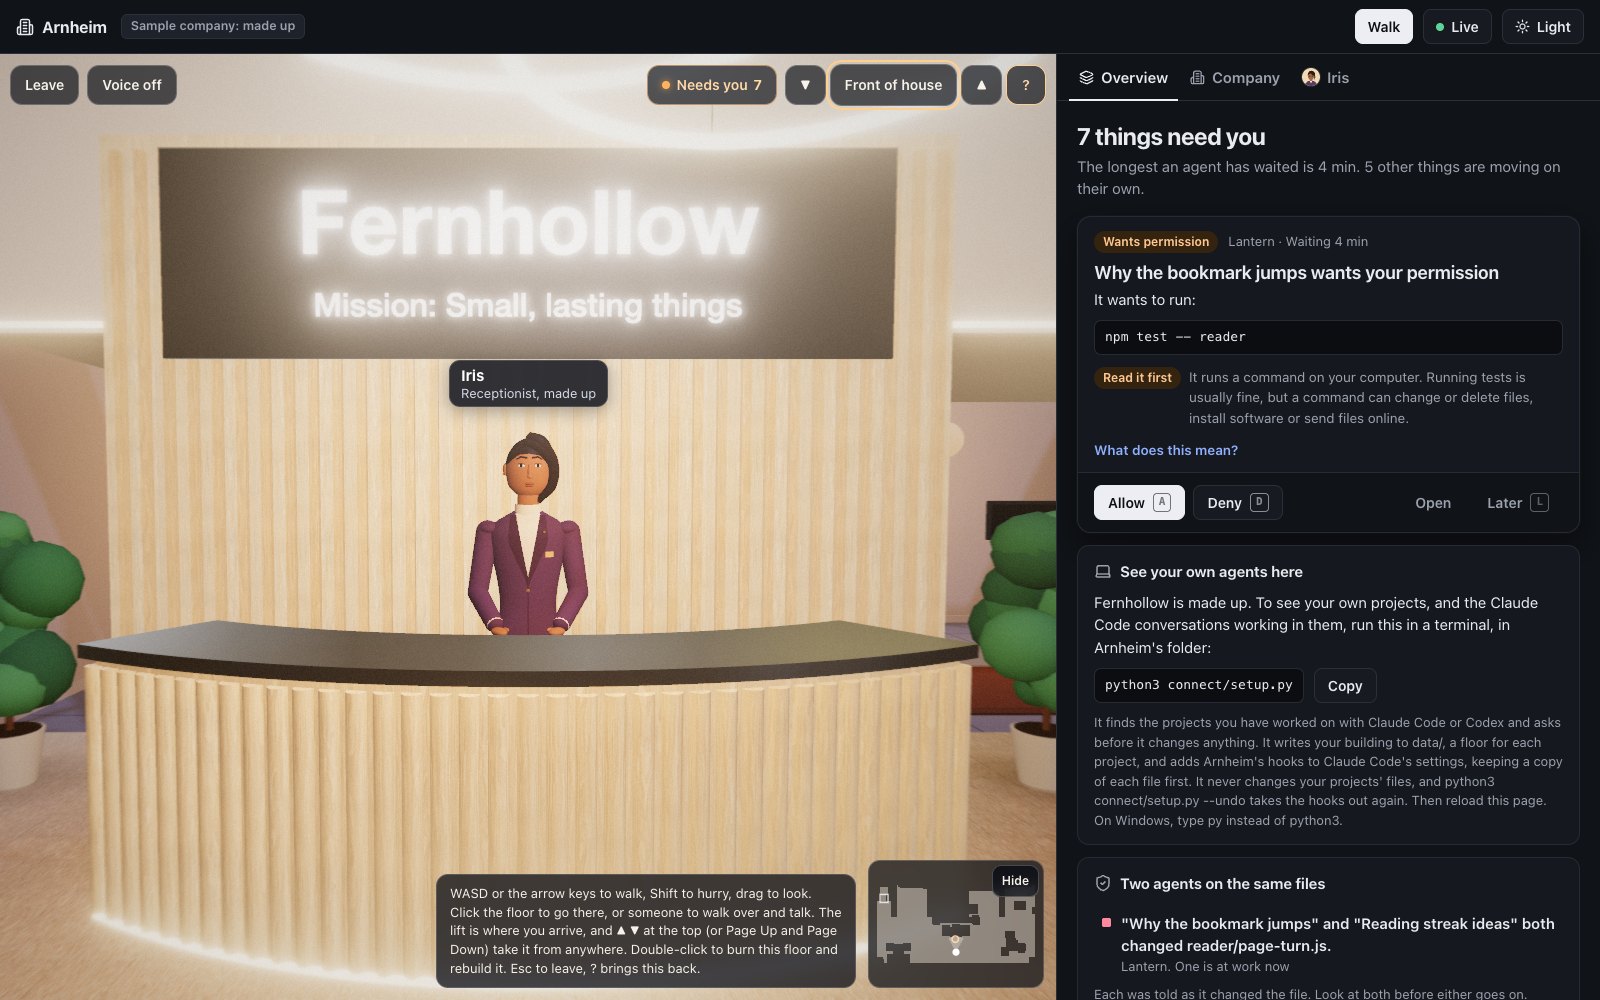 Arnheim
Sample company: made up
Walk
Live
Light
Leave
Voice off
Needs you 7
▼
Front of house
▲
?
Fernhollow
Mission: Small, lasting things
Iris
Receptionist, made up
WASD or the arrow keys to walk, Shift to hurry, drag to look.
Click the floor to go there, or someone to walk over and talk. The
lift is where you arrive, and ▲ ▼ at the top (or Page Up and Page
Down) take it from anywhere. Double-click to burn this floor and
rebuild it. Esc to leave, ? brings this back.
Hide
Overview
Company
Iris
7 things need you
The longest an agent has waited is 4 min. 5 other things are moving on
their own.
Wants permission
Lantern · Waiting 4 min
Why the bookmark jumps wants your permission
It wants to run:
npm test -- reader
Read it first
It runs a command on your computer. Running tests is
usually fine, but a command can change or delete files,
install software or send files online.
What does this mean?
Allow A
Deny D
Open
Later L
See your own agents here
Fernhollow is made up. To see your own projects, and the Claude
Code conversations working in them, run this in a terminal, in
Arnheim's folder:
python3 connect/setup.py
Copy
It finds the projects you have worked on with Claude Code or Codex and asks
before it changes anything. It writes your building to data/, a floor for each
project, and adds Arnheim's hooks to Claude Code's settings, keeping a copy
of each file first. It never changes your projects' files, and python3
connect/setup.py --undo takes the hooks out again. Then reload this page.
On Windows, type py instead of python3.
Two agents on the same files
"Why the bookmark jumps" and "Reading streak ideas" both
changed reader/page-turn.js.
Lantern. One is at work now
Each was told as it changed the file. Look at both before either goes on.